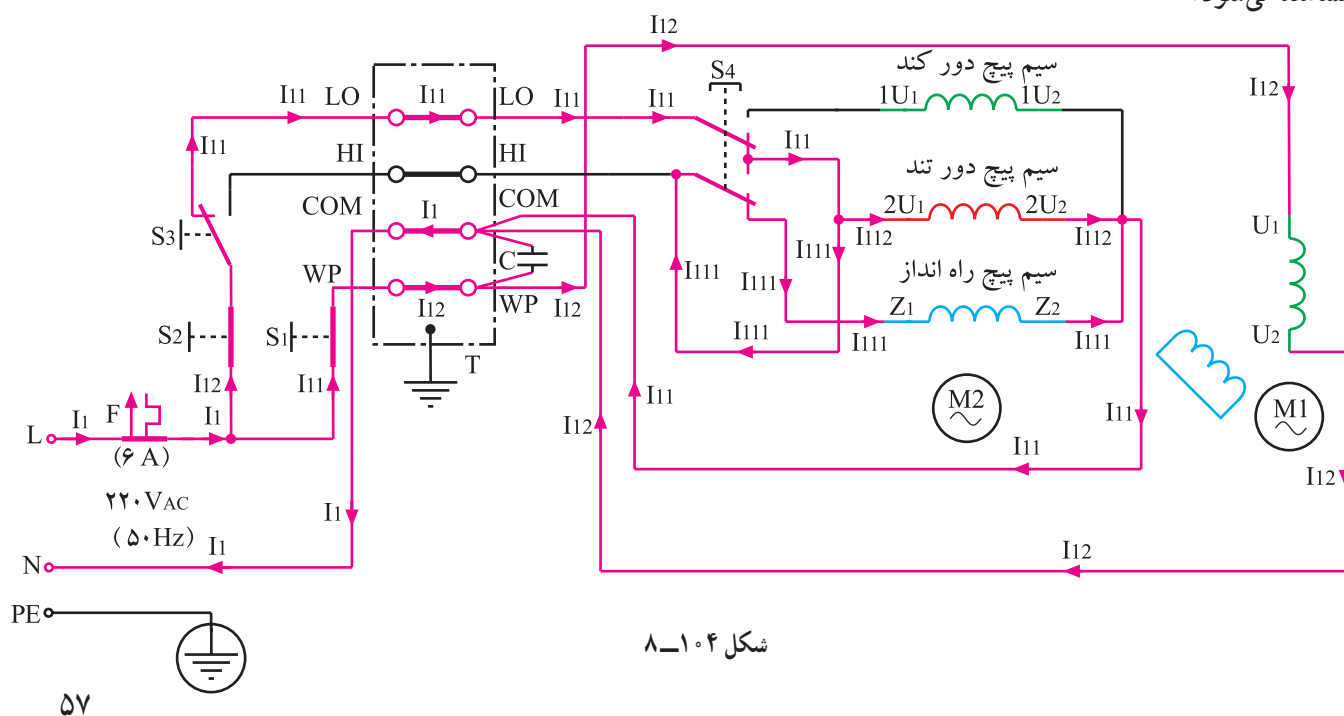 I12
سیم پیچ دور کند
S4
1U1 1U2
I11 LO I11 LO I11 I11
I12
I11
I11
HI HI
سیم پیچ دور تند
COM I1 COM
2U1 2U2
I112 I112
U1
S3
WP C
I111 I111 I111
سیم پیچ راه انداز
I12 WP I12
Z1 Z2
I111 I111
I111
U2
S2 S1
T
I12 I11
I11
M2
M1
L I1 F I1
(۶ A)
I12
I11
I11
I12
۲۲۰VAC
(۵۰Hz)
I1
N I1
I12
PE
شکل ۱۰۴ــ۸
۵۷